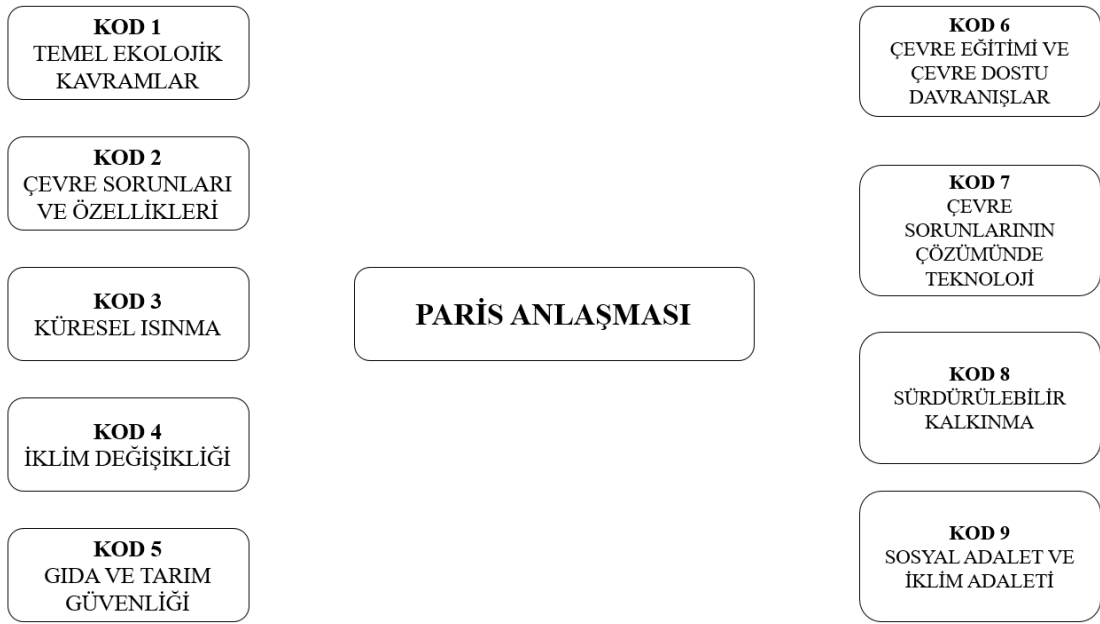 KOD 1
TEMEL EKOLOJİK
KAVRAMLAR
KOD 2
ÇEVRE SORUNLARI
VE ÖZELLİKLERİ
KOD 3
KÜRESEL ISINMA
KOD 4
İKLİM DEĞİŞİKLİĞİ
KOD 5
GIDA VE TARIM
GÜVENLİĞİ
PARİS ANLAŞMASI
KOD 6
ÇEVRE EĞİTİMİ VE
ÇEVRE DOSTU
DAVRANIŞLAR
KOD 7
ÇEVRE
SORUNLARININ
ÇÖZÜMÜNDE
TEKNOLOJİ
KOD 8
SÜRDÜRÜLEBİLİR
KALKINMA
KOD 9
SOSYAL ADALET VE
İKLİM ADALETİ